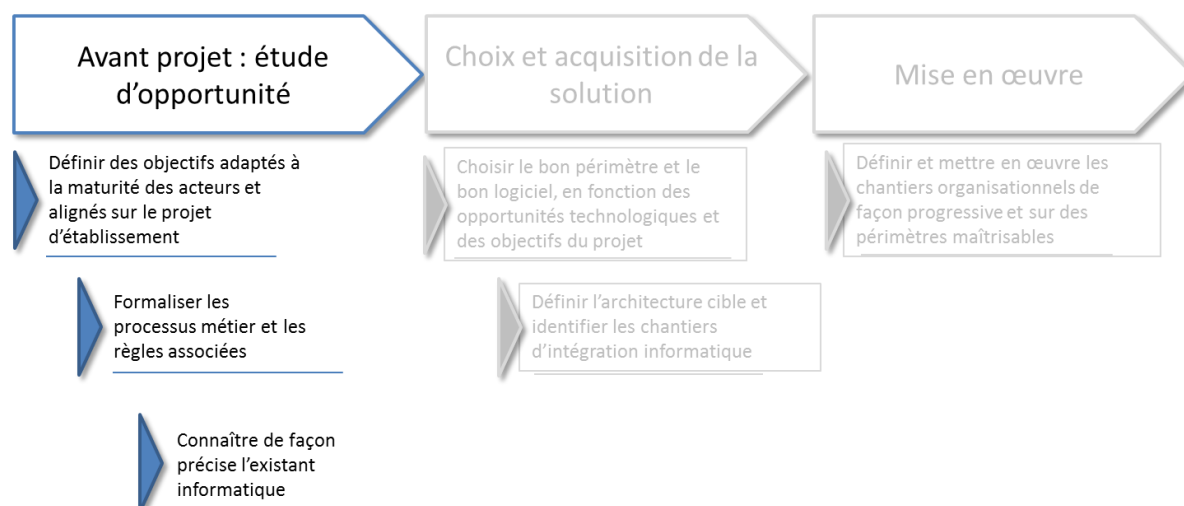 Avant projet : étude
d'opportunité
Choix et acquisition de la
solution
Mise en œuvre
Définir des objectifs adaptés à
la maturité des acteurs et
alignés sur le projet
d'établissement
Formaliser les
processus métier et les
règles associées
Connaître de façon
précise l'existant
informatique
Choisir le bon périmètre et le
bon logiciel, en fonction des
opportunités technologiques et
des objectifs du projet
Définir l'architecture cible et
identifier les chantiers
d'intégration informatique
Définir et mettre en œuvre les
chantiers organisationnels de
façon progressive et sur des
périmètres maîtrisables